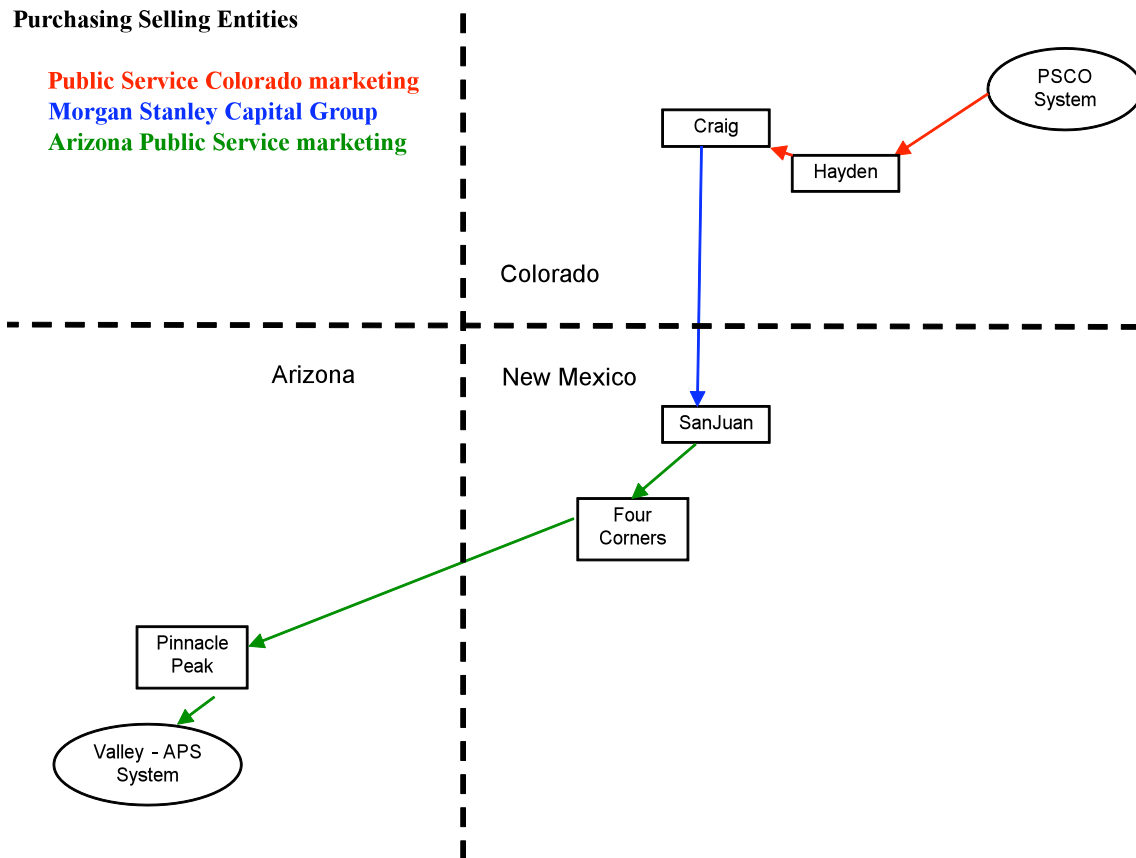 Purchasing Selling Entities
Public Service Colorado marketing
Morgan Stanley Capital Group
Arizona Public Service marketing
PSCO
System
Craig
Hayden
Colorado
Arizona
New Mexico
SanJuan
Four
Corners
Pinnacle
Peak
Valley - APS
System